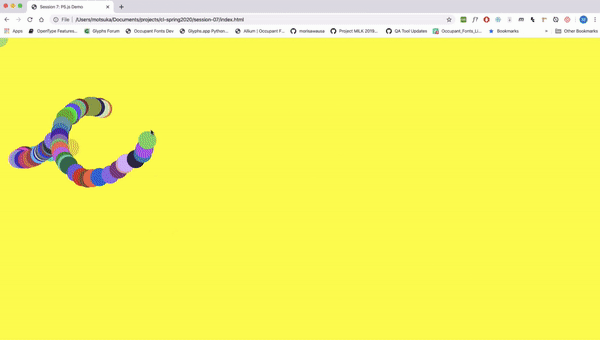 Session 7: P5.js Demo
File | /Users/motsuka/Documents/projects/cl-spring2020/session-07/index.html
Apps OpenType Features... Glyphs Forum Occupant Fonts Dev Glyphs.app Python... Allium | Occupant F... morisawausa Project MILK 2019... QA Tool Updates Occupant_Fonts_Li... Bookmarks » Other Bookmarks